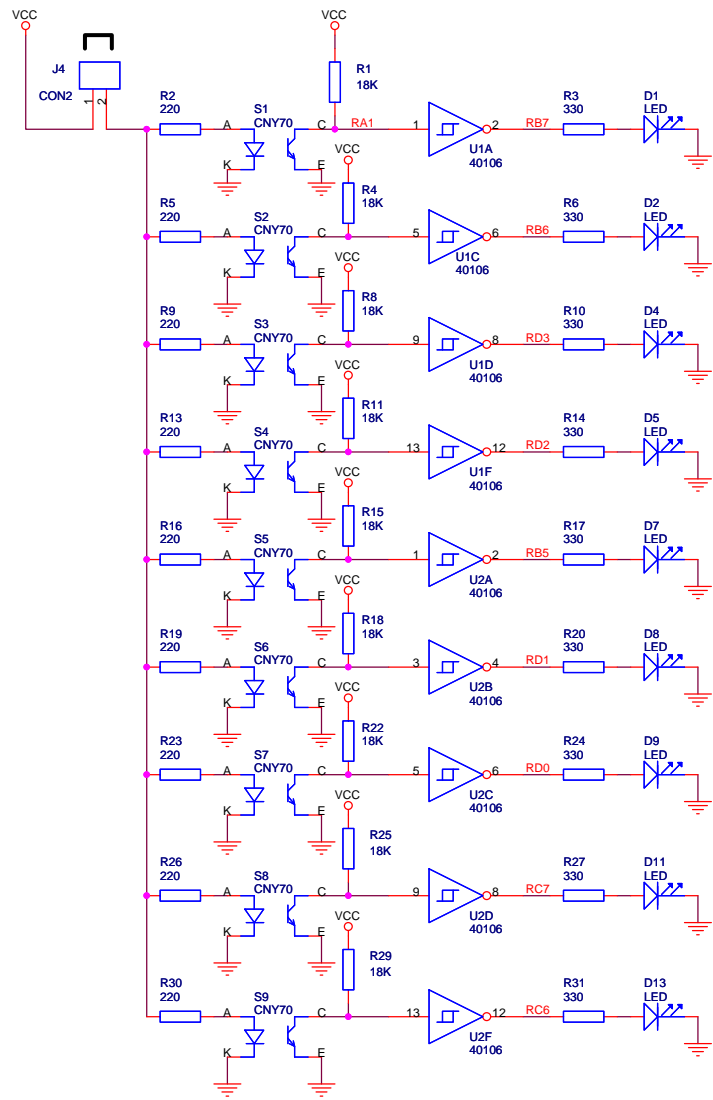 VCC
VCC
J4
CON2
1
2
R1
18K
R2
220
A
K
S1
CNY70
C
E
RA1
1
2
U1A
40106
RB7
R3
330
D1
LED
VCC
R4
18K
R5
220
A
K
S2
CNY70
C
E
5
6
U1C
40106
RB6
R6
330
D2
LED
VCC
R8
18K
R9
220
A
K
S3
CNY70
C
E
9
8
U1D
40106
RD3
R10
330
D4
LED
VCC
R11
18K
R13
220
A
K
S4
CNY70
C
E
13
12
U1F
40106
RD2
R14
330
D5
LED
VCC
R15
18K
R16
220
A
K
S5
CNY70
C
E
1
2
U2A
40106
RB5
R17
330
D7
LED
VCC
R18
18K
R19
220
A
K
S6
CNY70
C
E
3
4
U2B
40106
RD1
R20
330
D8
LED
VCC
R22
18K
R23
220
A
K
S7
CNY70
C
E
5
6
U2C
40106
RD0
R24
330
D9
LED
VCC
R25
18K
R26
220
A
K
S8
CNY70
C
E
9
8
U2D
40106
RC7
R27
330
D11
LED
VCC
R29
18K
R30
220
A
K
S9
CNY70
C
E
13
12
U2F
40106
RC6
R31
330
D13
LED